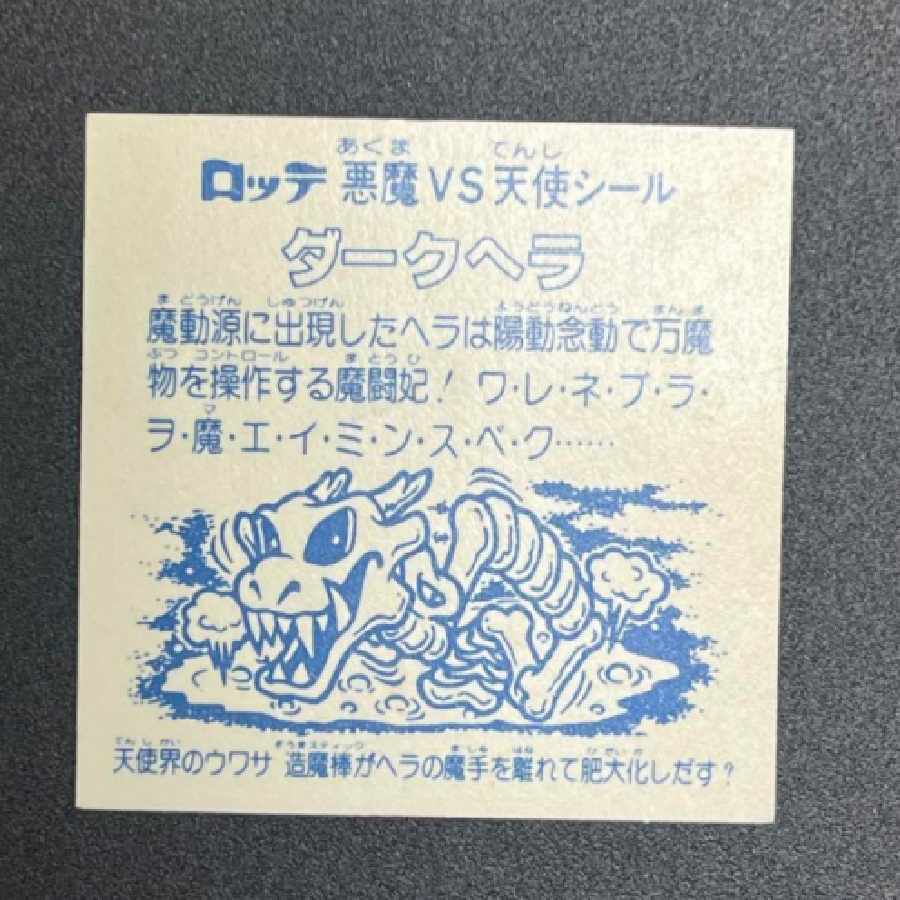 ロッテ 悪魔VS天使シール
ダークヘラ
魔動源に出現したヘラは陽動念動で万魔
物を操作する魔闘妃！ ワ・レ・ネ・ブ・ラ・
ヲ・魔・エ・イ・ミ・ン・ス・ベ・ク……
天使界のウワサ 造魔棒がヘラの魔手を離れて肥大化しだす？